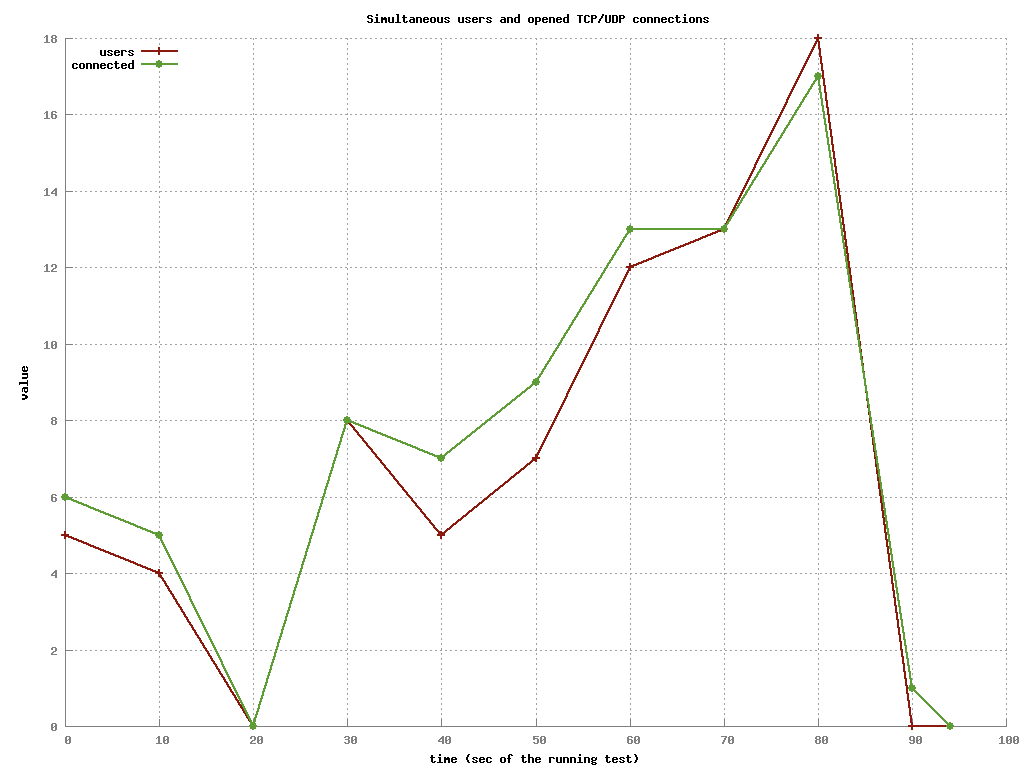 Simultaneous users and opened TCP/UDP connections
users
connected
18
16
14
12
10
8
6
4
2
0
value
0 10 20 30 40 50 60 70 80 90 100
time (sec of the running test)